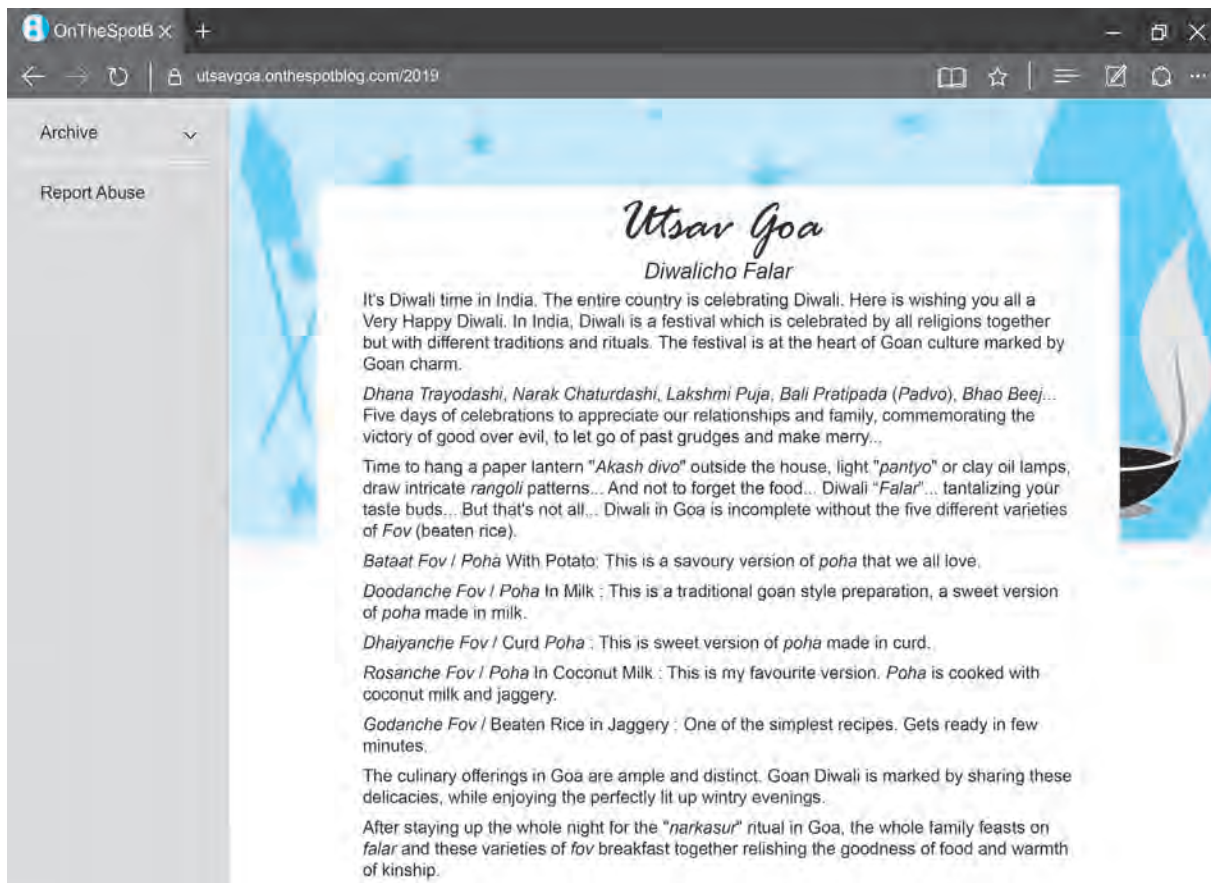 OnTheSpotB
utsavgoa.onthespotblog.com/2019
Archive
Report Abuse
Utsav Goa
Diwalicho Falar
It's Diwali time in India. The entire country is celebrating Diwali. Here is wishing you all a
Very Happy Diwali. In India, Diwali is a festival which is celebrated by all religions together
but with different traditions and rituals. The festival is at the heart of Goan culture marked by
Goan charm.
Dhana Trayodashi, Narak Chaturdashi, Lakshmi Puja, Bali Pratipada (Padvo), Bhao Beej...
Five days of celebrations to appreciate our relationships and family, commemorating the
victory of good over evil, to let go of past grudges and make merry...
Time to hang a paper lantern "Akash divo" outside the house, light "pantyo" or clay oil lamps,
draw intricate rangoli patterns... And not to forget the food... Diwali “Falar”... tantalizing your
taste buds... But that's not all... Diwali in Goa is incomplete without the five different varieties
of Fov (beaten rice).
Bataat Fov / Poha With Potato: This is a savoury version of poha that we all love.
Doodanche Fov / Poha In Milk : This is a traditional goan style preparation, a sweet version
of poha made in milk.
Dhaiyanche Fov / Curd Poha : This is sweet version of poha made in curd.
Rosanche Fov / Poha In Coconut Milk : This is my favourite version. Poha is cooked with
coconut milk and jaggery.
Godanche Fov / Beaten Rice in Jaggery : One of the simplest recipes. Gets ready in few
minutes.
The culinary offerings in Goa are ample and distinct. Goan Diwali is marked by sharing these
delicacies, while enjoying the perfectly lit up wintry evenings.
After staying up the whole night for the "narkasur" ritual in Goa, the whole family feasts on
falar and these varieties of fov breakfast together relishing the goodness of food and warmth
of kinship.